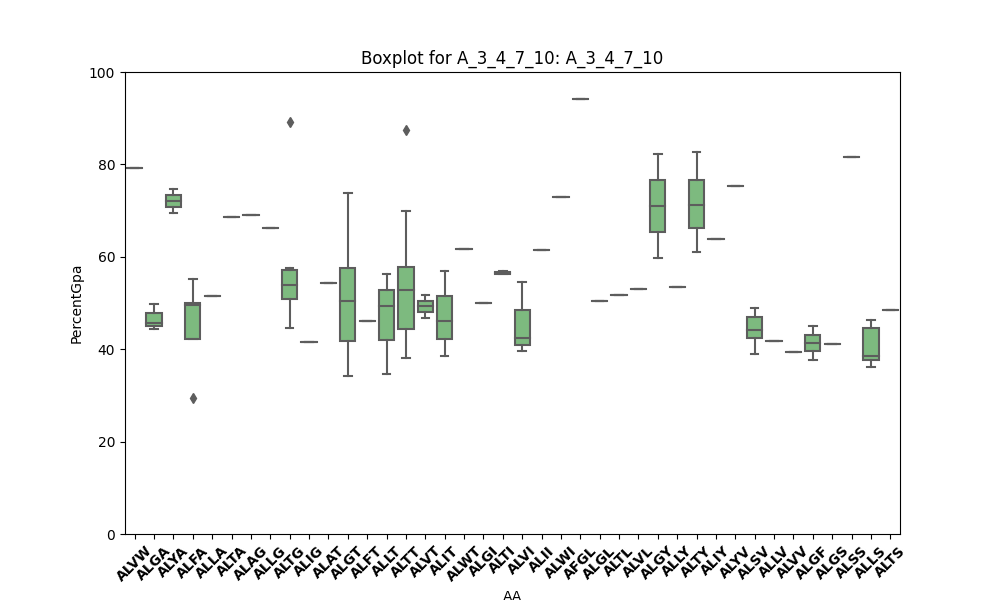 Boxplot for A_3_4_7_10: A_3_4_7_10
PercentGpa
100
80
60
40
20
0
ALVW ALGA ALYA ALFA ALLA ALTA ALAG ALLG ALTG ALIG ALAT ALGT ALFT ALLT ALTT ALVT ALIT ALWT ALGI ALTI ALVI ALII ALWI AFGL ALGL ALTL ALVL ALGY ALLY ALTY ALIY ALYV ALSV ALLV ALVV ALGF ALGS ALSS ALLS ALTS
AA